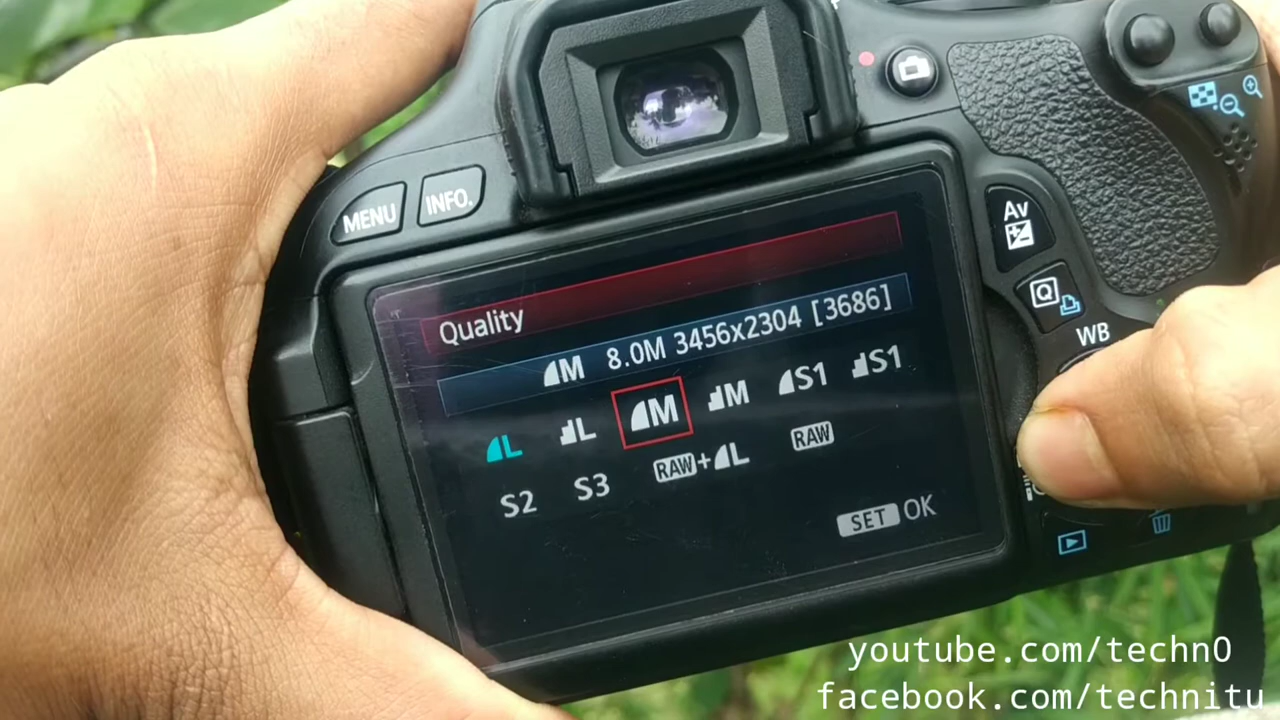 MENU INFO.
Av
Q
WB
Quality
M 8.0M 3456x2304 [3686]
L L M M S1 S1
S2 S3 RAW+ L RAW
SET OK
youtube.com/techn0
facebook.com/technitu